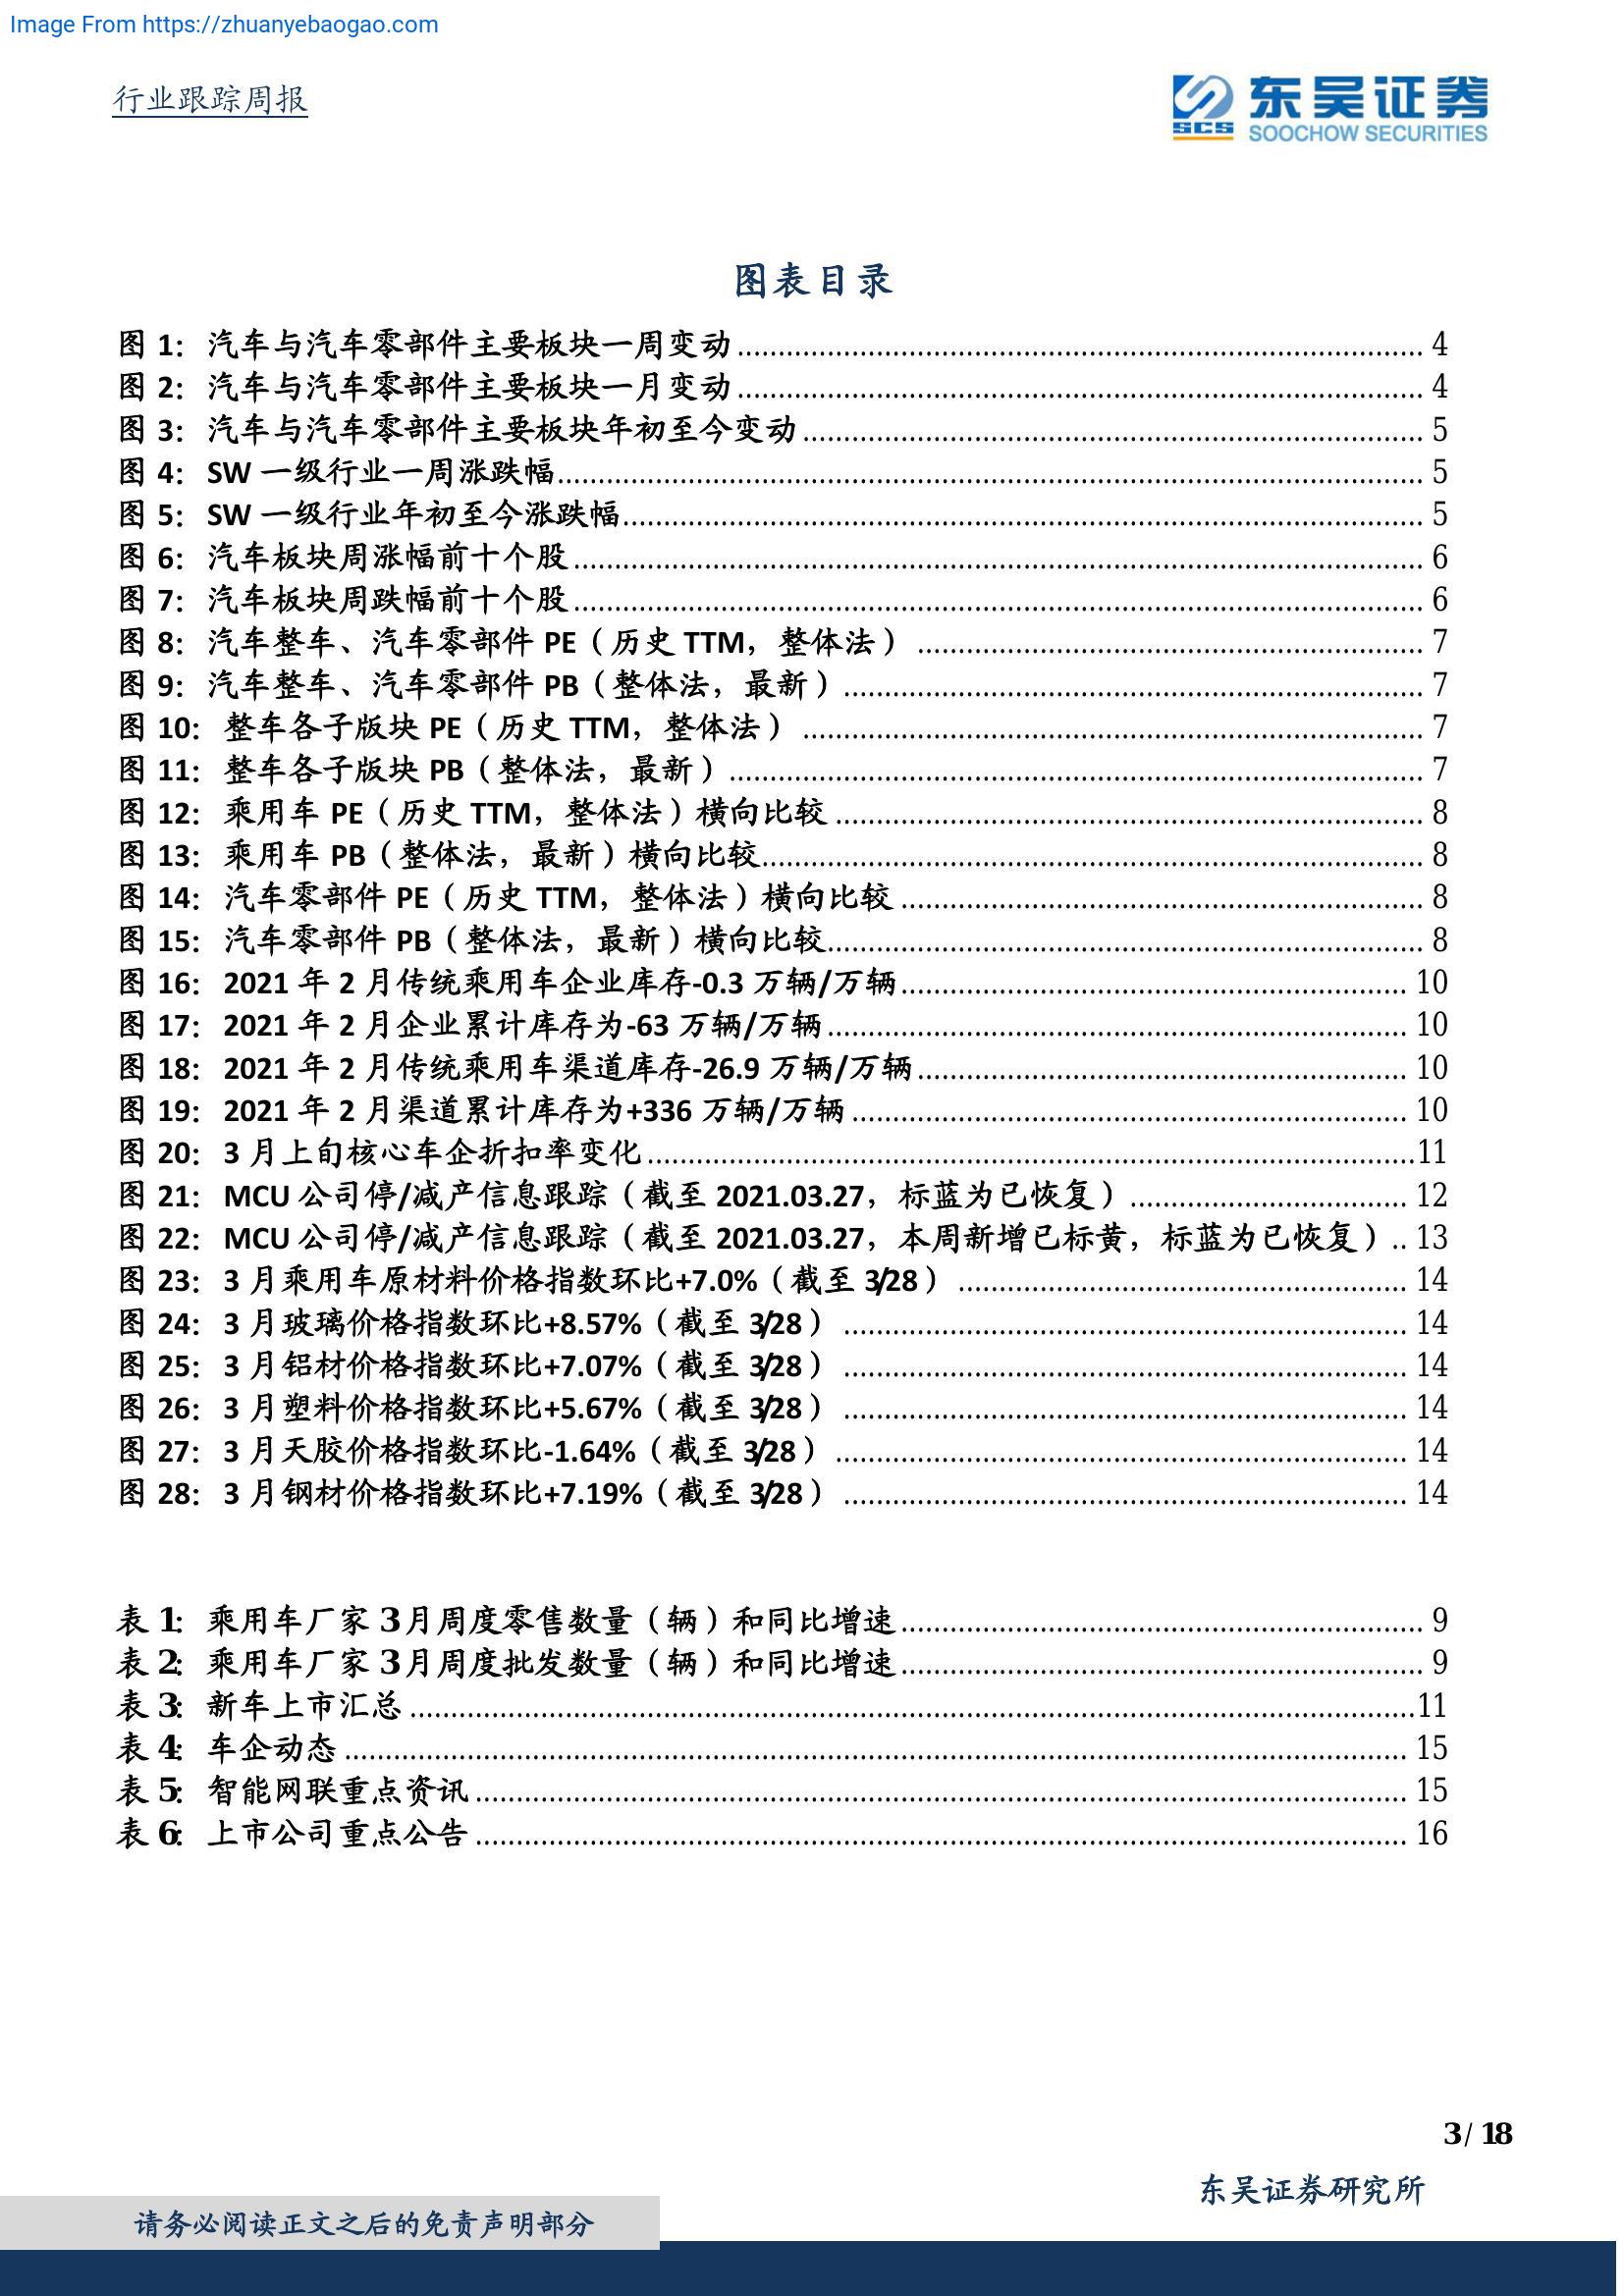 Image From https://zhuanyebaogao.com
行业跟踪周报
SCS 东吴证券
SOOCHOW SECURITIES
图表目录
图 1： 汽车与汽车零部件主要板块一周变动 4
图 2： 汽车与汽车零部件主要板块一月变动 4
图 3： 汽车与汽车零部件主要板块年初至今变动 5
图 4： SW 一级行业一周涨跌幅 5
图 5： SW 一级行业年初至今涨跌幅 5
图 6： 汽车板块周涨幅前十个股 6
图 7： 汽车板块周跌幅前十个股 6
图 8： 汽车整车、汽车零部件 PE（历史 TTM，整体法） 7
图 9： 汽车整车、汽车零部件 PB（整体法，最新） 7
图 10： 整车各子版块 PE（历史 TTM，整体法） 7
图 11： 整车各子版块 PB（整体法，最新） 7
图 12： 乘用车 PE（历史 TTM，整体法）横向比较 8
图 13： 乘用车 PB（整体法，最新）横向比较 8
图 14： 汽车零部件 PE（历史 TTM，整体法）横向比较 8
图 15： 汽车零部件 PB（整体法，最新）横向比较 8
图 16： 2021 年 2 月传统乘用车企业库存-0.3 万辆/万辆 10
图 17： 2021 年 2 月企业累计库存为-63 万辆/万辆 10
图 18： 2021 年 2 月传统乘用车渠道库存-26.9 万辆/万辆 10
图 19： 2021 年 2 月渠道累计库存为+336 万辆/万辆 10
图 20： 3 月上旬核心车企折扣率变化 11
图 21： MCU 公司停/减产信息跟踪（截至 2021.03.27，标蓝为已恢复） 12
图 22： MCU 公司停/减产信息跟踪（截至 2021.03.27，本周新增已标黄，标蓝为已恢复） 13
图 23： 3 月乘用车原材料价格指数环比+7.0%（截至 3/28） 14
图 24： 3 月玻璃价格指数环比+8.57%（截至 3/28） 14
图 25： 3 月铝材价格指数环比+7.07%（截至 3/28） 14
图 26： 3 月塑料价格指数环比+5.67%（截至 3/28） 14
图 27： 3 月天胶价格指数环比-1.64%（截至 3/28） 14
图 28： 3 月钢材价格指数环比+7.19%（截至 3/28） 14
表 1： 乘用车厂家 3 月周度零售数量（辆）和同比增速 9
表 2： 乘用车厂家 3 月周度批发数量（辆）和同比增速 9
表 3： 新车上市汇总 11
表 4： 车企动态 15
表 5： 智能网联重点资讯 15
表 6： 上市公司重点公告 16
3 / 18
东吴证券研究所
请务必阅读正文之后的免责声明部分